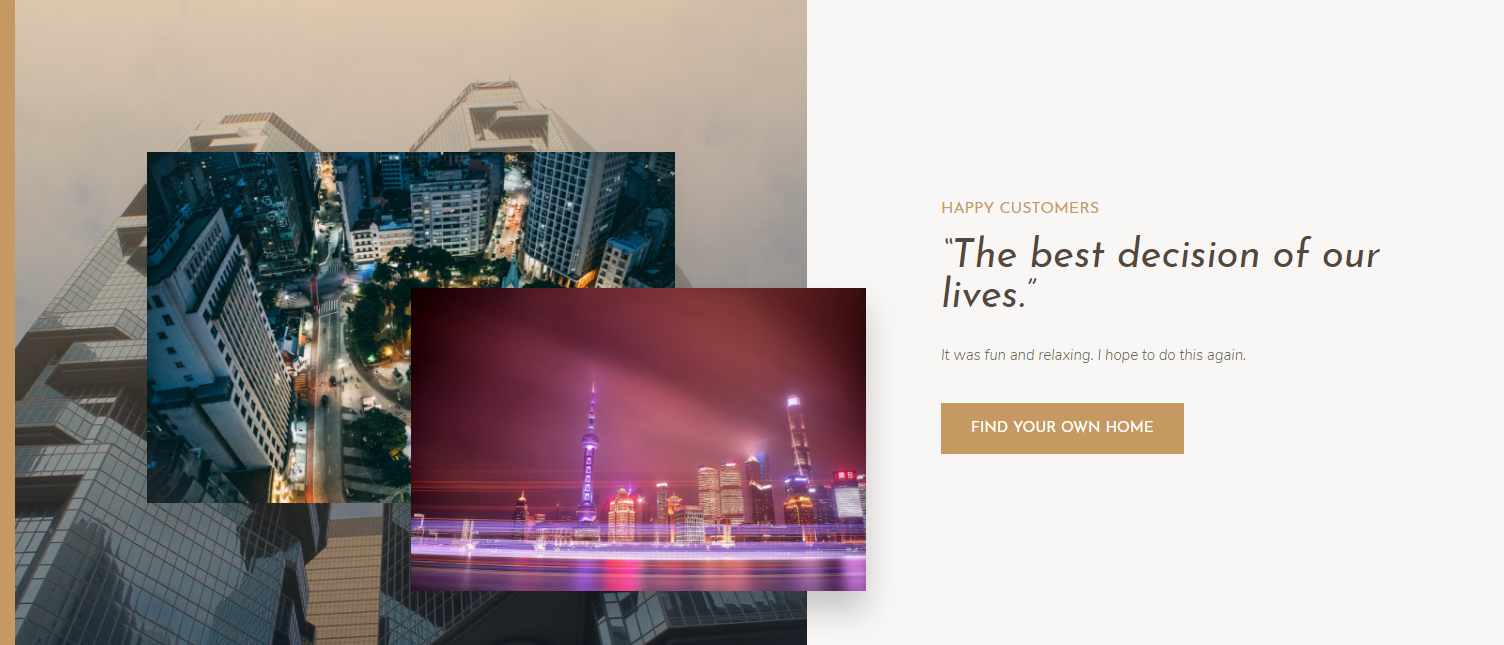 HAPPY CUSTOMERS
“The best decision of our
lives.”
It was fun and relaxing. I hope to do this again.
FIND YOUR OWN HOME